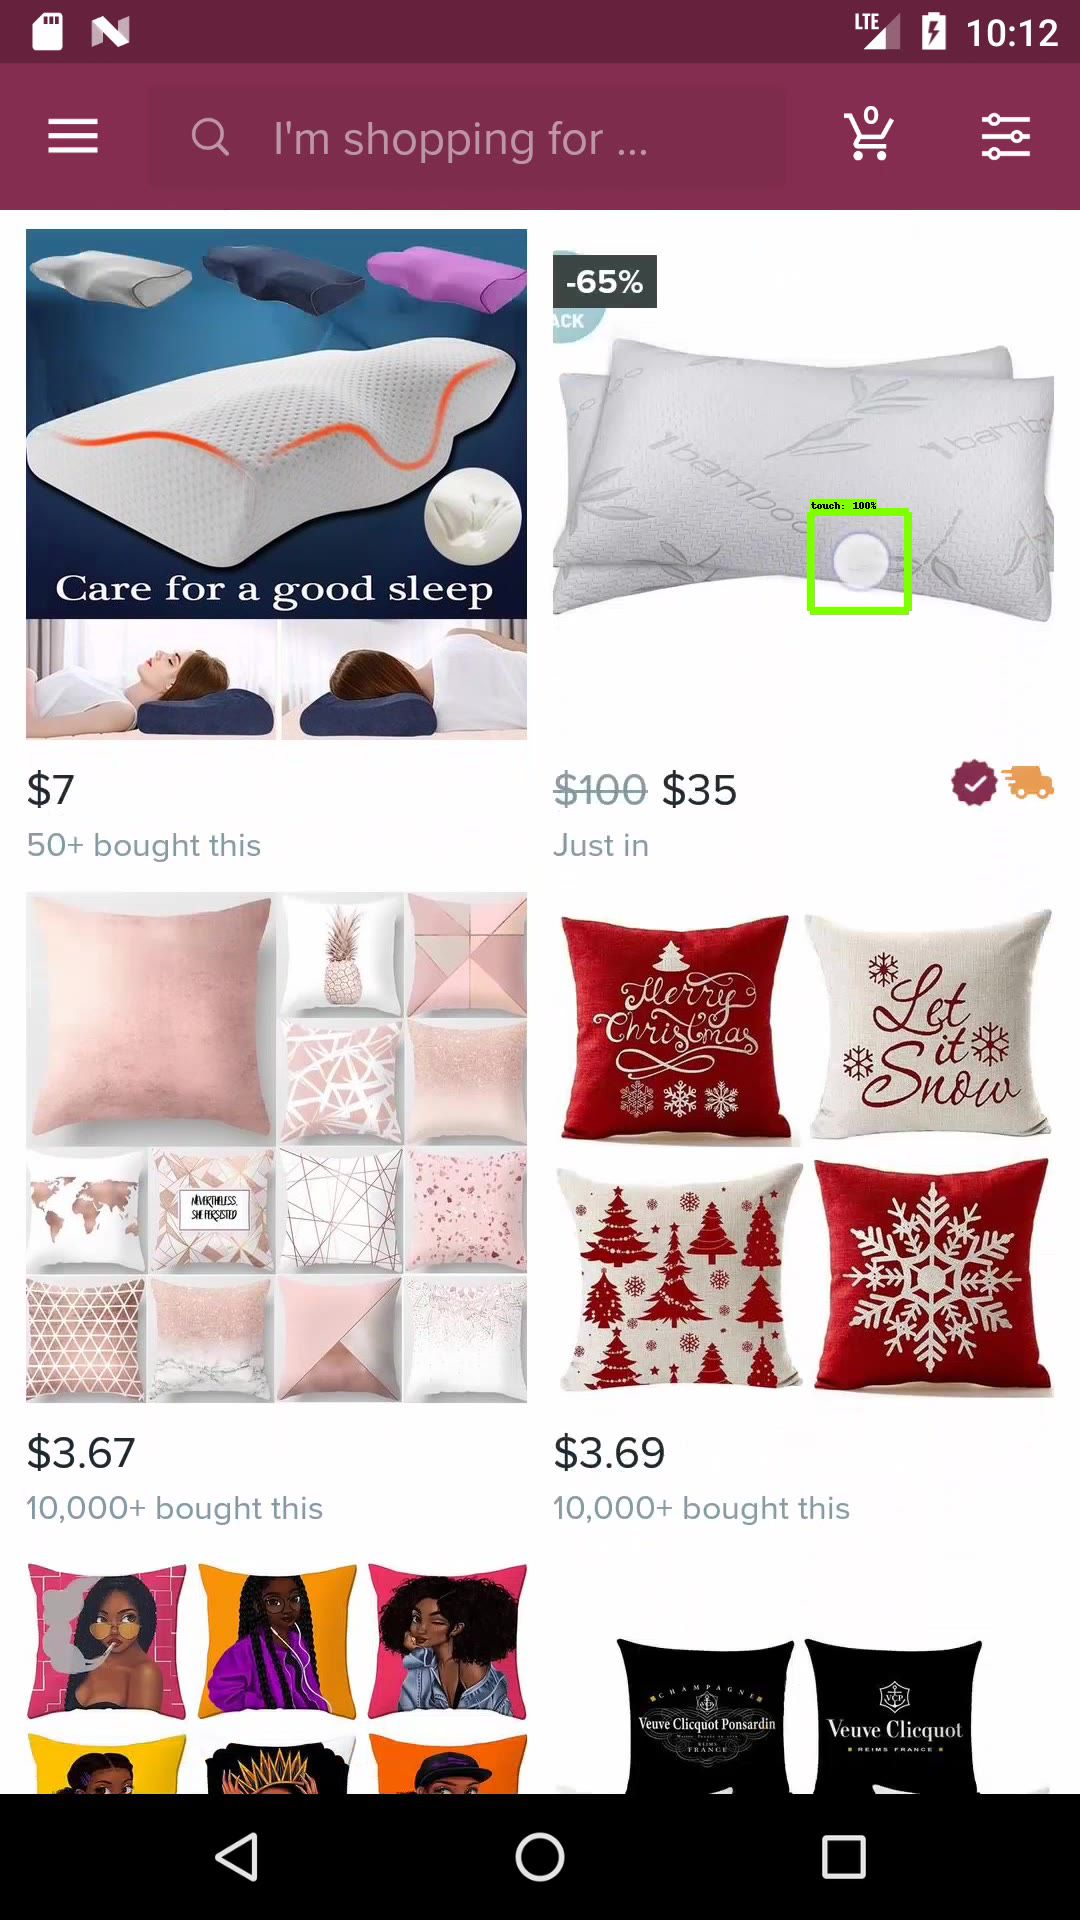 LTE 10:12
0
I'm shopping for ...
-65%
ACK
bamboo
bamboo
touch: 100%
Care for a good sleep
$7
$100 $35
50+ bought this
Just in
Merry
Christmas
Let
it
Snow
NEVERTHELESS,
SHE PERSISTED
$3.67
$3.69
10,000+ bought this
10,000+ bought this
CHAMPAGNE
VCP
Veuve Clicquot Ponsardin
REIMS
FRANCE
VCP
Veuve Clicquot
REIMS FRANCE